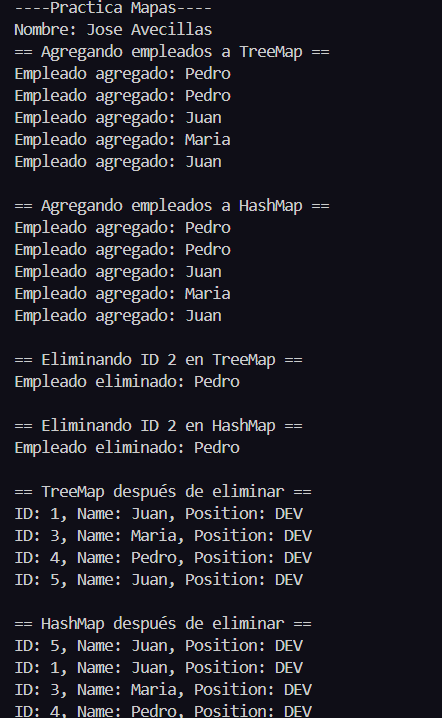 ----Practica Mapas----
Nombre: Jose Avecillas
== Agregando empleados a TreeMap ==
Empleado agregado: Pedro
Empleado agregado: Pedro
Empleado agregado: Juan
Empleado agregado: Maria
Empleado agregado: Juan
== Agregando empleados a HashMap ==
Empleado agregado: Pedro
Empleado agregado: Pedro
Empleado agregado: Juan
Empleado agregado: Maria
Empleado agregado: Juan
== Eliminando ID 2 en TreeMap ==
Empleado eliminado: Pedro
== Eliminando ID 2 en HashMap ==
Empleado eliminado: Pedro
== TreeMap después de eliminar ==
ID: 1, Name: Juan, Position: DEV
ID: 3, Name: Maria, Position: DEV
ID: 4, Name: Pedro, Position: DEV
ID: 5, Name: Juan, Position: DEV
== HashMap después de eliminar ==
ID: 5, Name: Juan, Position: DEV
ID: 1, Name: Juan, Position: DEV
ID: 3, Name: Maria, Position: DEV
ID: 4, Name: Pedro, Position: DEV